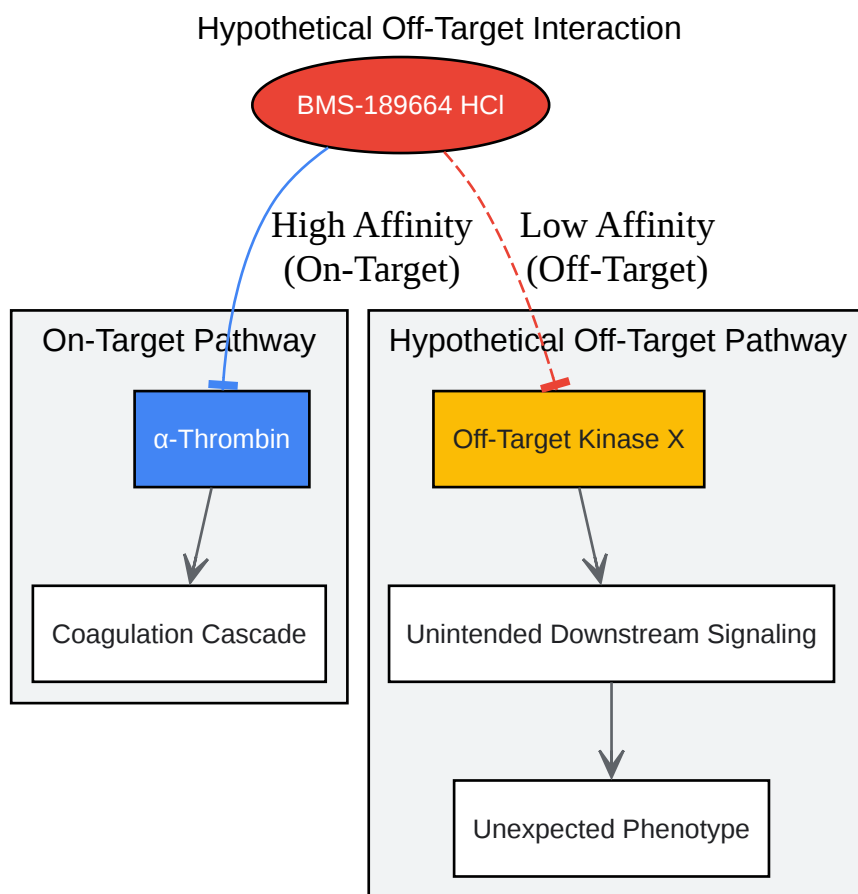 Hypothetical Off-Target Interaction
BMS-189664 HCl
High Affinity
(On-Target)
Low Affinity
(Off-Target)
On-Target Pathway
α-Thrombin
Coagulation Cascade
Hypothetical Off-Target Pathway
Off-Target Kinase X
Unintended Downstream Signaling
Unexpected Phenotype